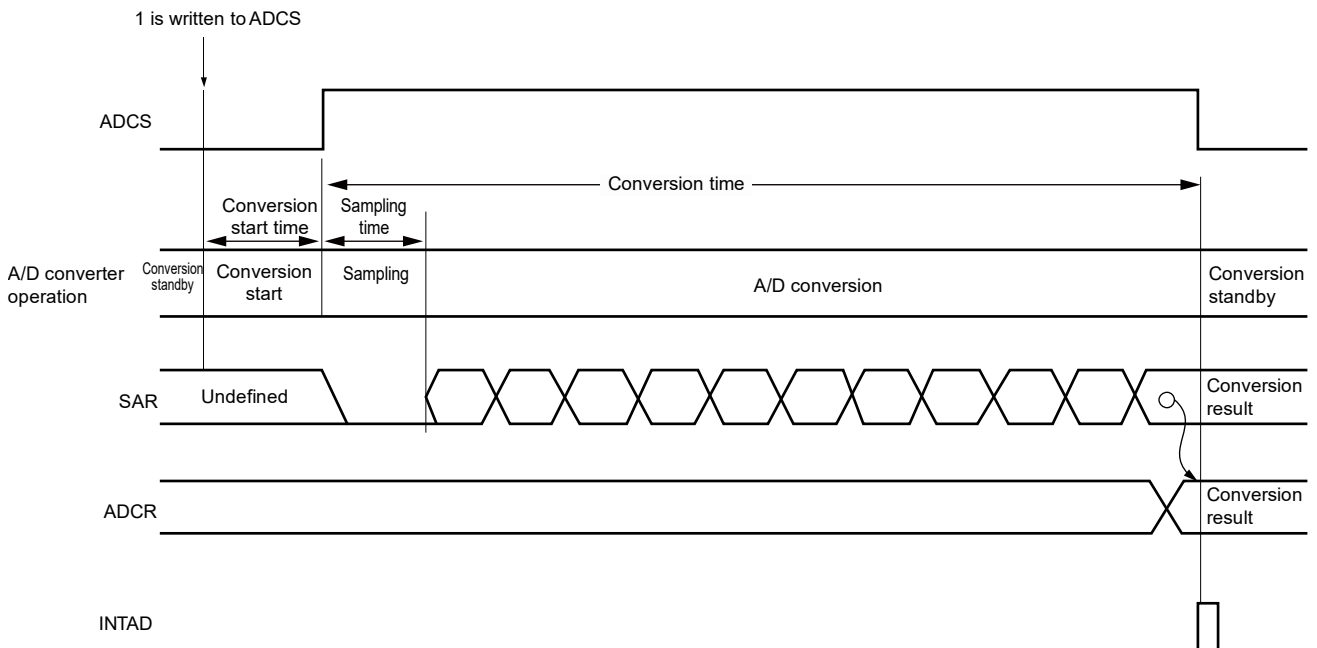 1 is written to ADCS
ADCS
Conversion time
Conversion
start time
Sampling
time
A/D converter
operation
Conversion
standby
Conversion
start
Sampling
A/D conversion
Conversion
standby
SAR
Undefined
Conversion
result
ADCR
Conversion
result
INTAD